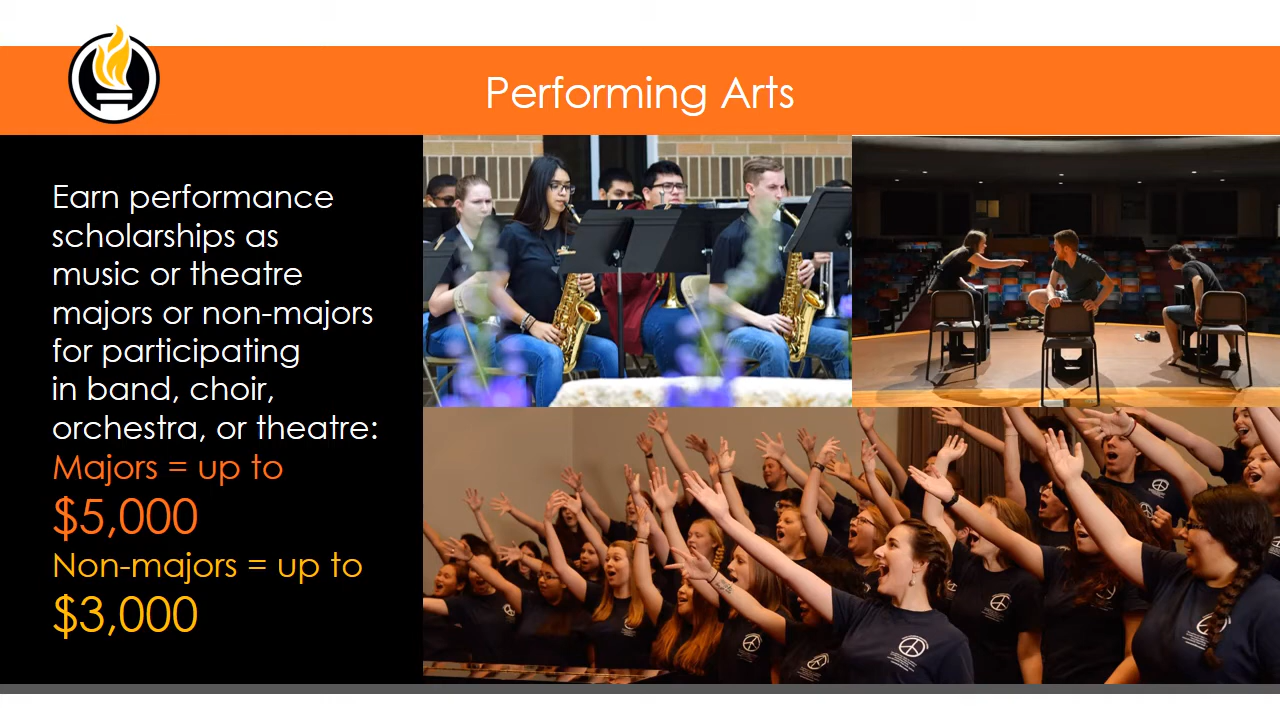 Performing Arts
Earn performance
scholarships as
music or theatre
majors or non-majors
for participating
in band, choir,
orchestra, or theatre:
Majors = up to
$5,000
Non-majors = up to
$3,000